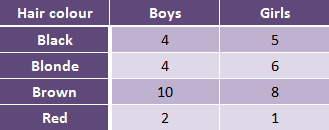 Hair colour Boys Girls
Black 4 5
Blonde 4 6
Brown 10 8
Red 2 1